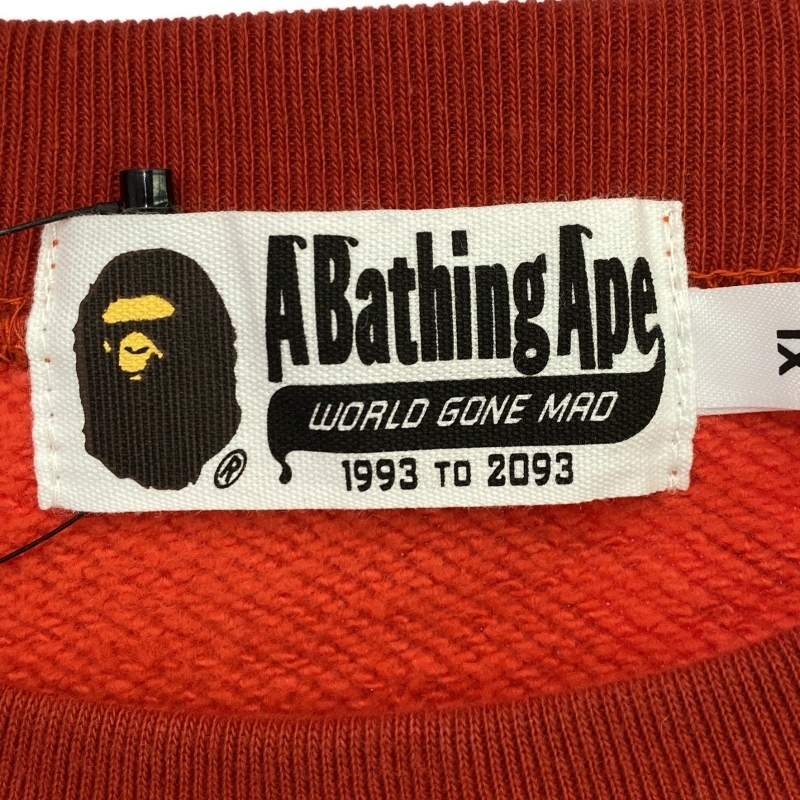 A Bathing Ape
WORLD GONE MAD
1993 TO 2093
®
XL